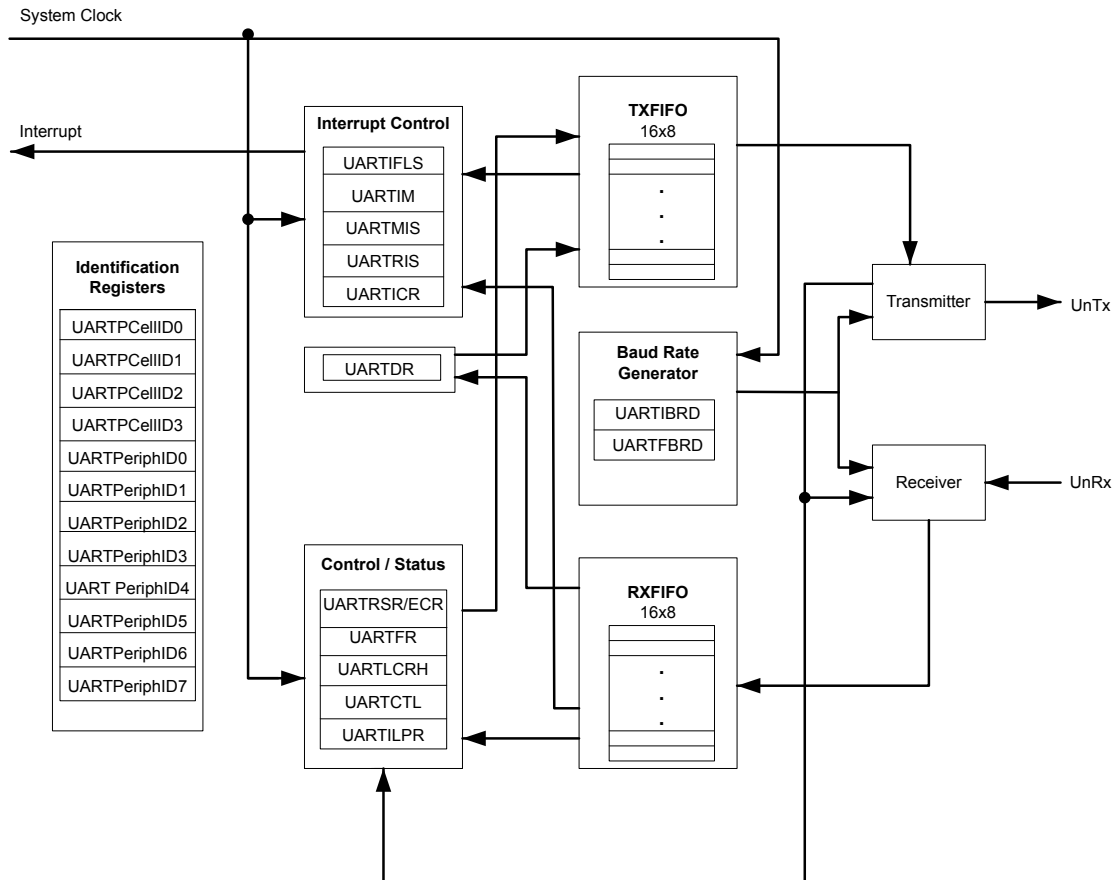 System Clock
Interrupt
Interrupt Control
UARTIFLS
UARTIM
UARTMIS
UARTRIS
UARTICR
TXFIFO
16x8
.
.
.
Identification
Registers
UARTPCellID0
UARTPCellID1
UARTPCellID2
UARTPCellID3
UARTPeriphID0
UARTPeriphID1
UARTPeriphID2
UARTPeriphID3
UART PeriphID4
UARTPeriphID5
UARTPeriphID6
UARTPeriphID7
UARTDR
Baud Rate
Generator
UARTIBRD
UARTFBRD
Transmitter
UnTx
Receiver
UnRx
Control / Status
UARTRSR/ECR
UARTFR
UARTLCRH
UARTCTL
UARTILPR
RXFIFO
16x8
.
.
.